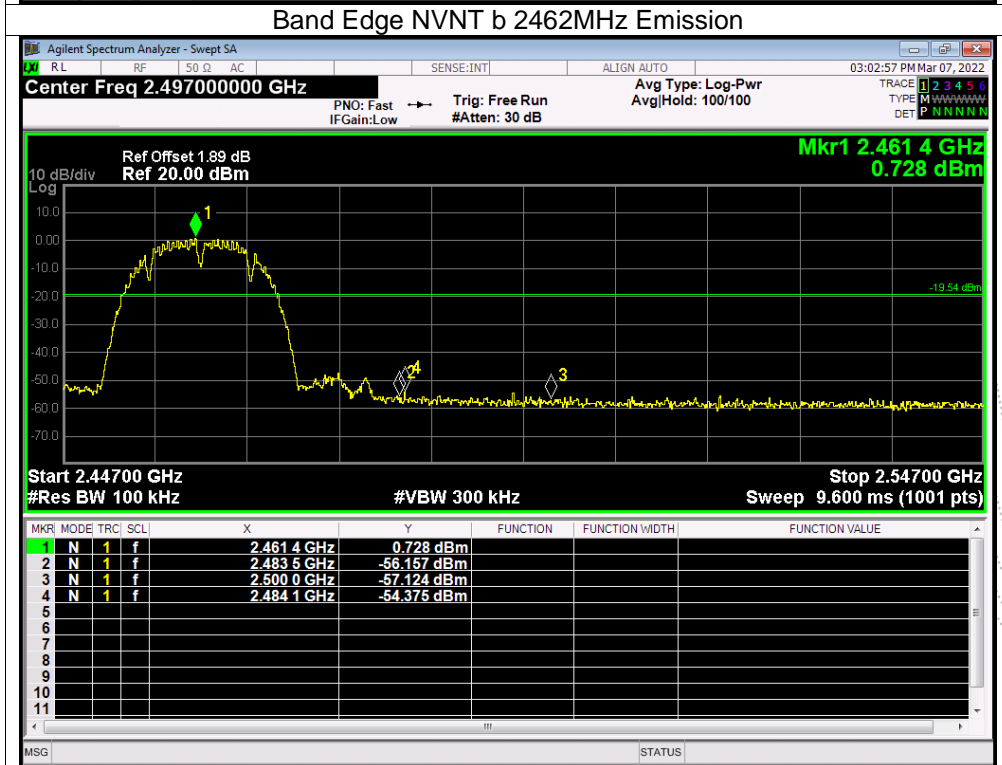 Band Edge NVNT b 2462MHz Emission
Agilent Spectrum Analyzer - Swept SA
LXI RL RF 50 Ω AC SENSE:INT ALIGN AUTO 03:02:57 PM Mar 07, 2022
Center Freq 2.497000000 GHz
Avg Type: Log-Pwr
TRACE 1 2 3 4 5 6
PNO: Fast Trig: Free Run Avg|Hold: 100/100
TYPE M WWWWW
IFGain:Low #Atten: 30 dB
DET P N N N N N
Mkr1 2.461 4 GHz
0.728 dBm
Ref Offset 1.89 dB
10 dB/div Ref 20.00 dBm
Log
10.0
0.00
-10.0
-20.0
-30.0
-40.0
-50.0
-60.0
-70.0
1
-19.54 dBm
2 4
3
Start 2.44700 GHz Stop 2.54700 GHz
#Res BW 100 kHz #VBW 300 kHz Sweep 9.600 ms (1001 pts)
MKR MODE TRC SCL X Y FUNCTION FUNCTION WIDTH FUNCTION VALUE
1 N 1 f 2.461 4 GHz 0.728 dBm
2 N 1 f 2.483 5 GHz -56.157 dBm
3 N 1 f 2.500 0 GHz -57.124 dBm
4 N 1 f 2.484 1 GHz -54.375 dBm
5
6
7
8
9
10
11
MSG STATUS